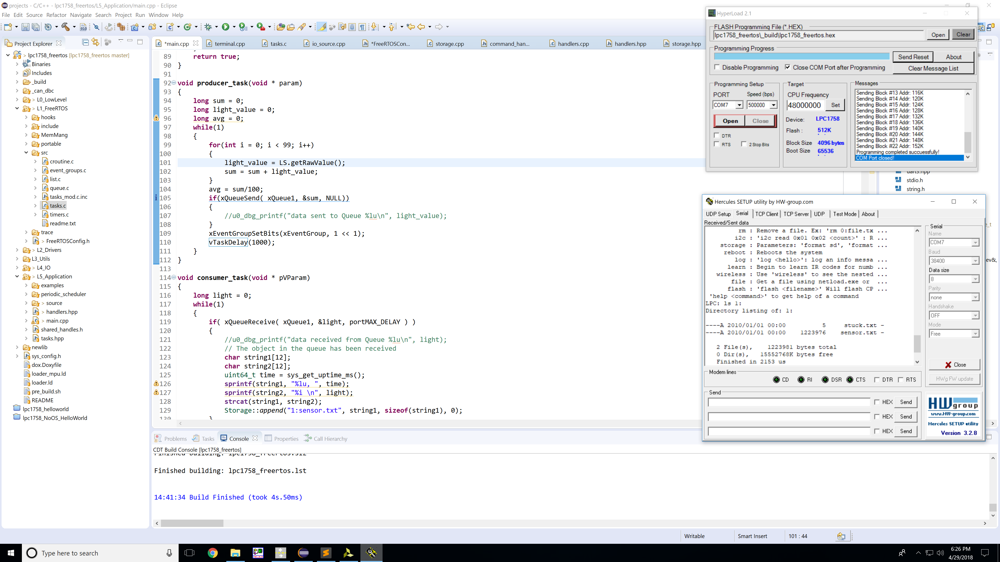 projects - C/C++ - lpc1758_freertos/L5_Application/main.cpp - Eclipse
File Edit Source Refactor Navigate Search Project Run Window Help
Project Explorer
> lpc1758_freertos [lpc1758_freertos master]
Binaries
Includes
_build
_can_dbc
> L0_LowLevel
> L1_FreeRTOS
hooks
include
MemMang
portable
src
croutine.c
event_groups.c
list.c
queue.c
tasks_mod.c.inc
tasks.c
timers.c
readme.txt
trace
> FreeRTOSConfig.h
> L2_Drivers
L3_Utils
> L4_IO
> L5_Application
examples
periodic_scheduler
> source
> handlers.hpp
> main.cpp
shared_handles.h
tasks.hpp
newlib
sys_config.h
dox.Doxyfile
loader_mpu.ld
loader.ld
pre_build.sh
README
lpc1758_helloworld
lpc1758_NoOS_HelloWorld
*main.cpp terminal.cpp tasks.c io_source.cpp *FreeRTOSCon... storage.cpp command_han... handlers.cpp handlers.hpp storage.hpp
89 return true;
90 }
91
92 void producer_task(void * param)
93 {
94 long sum = 0;
95 long light_value = 0;
96 long avg = 0;
97 while(1)
98 {
99 for(int i = 0; i < 99; i++)
100 {
101 light_value = LS.getRawValue();
102 sum = sum + light_value;
103 }
104 avg = sum/100;
105 if(xQueueSend( xQueue1, &sum, NULL))
106 {
107 //u0_dbg_printf("data sent to Queue %lu\n", light_value);
108 }
109 xEventGroupSetBits(xEventGroup, 1 << 1);
110 vTaskDelay(1000);
111 }
112 }
113
114 void consumer_task(void * pVParam)
115 {
116 long light = 0;
117 while(1)
118 {
119 if( xQueueReceive( xQueue1, &light, portMAX_DELAY ) )
120 {
121 //u0_dbg_printf("data received from Queue %lu\n", light);
122 // The object in the queue has been received
123 char string1[12];
124 char string2[12];
125 uint64_t time = sys_get_uptime_ms();
126 sprintf(string1, "%lu, ", time);
127 sprintf(string2, "%i \n", light);
128 strcat(string1, string2);
129 Storage::append("1:sensor.txt", string1, sizeof(string1), 0);
130 }
Problems Tasks Console Properties Call Hierarchy
CDT Build Console [lpc1758_freertos]
Finished building: lpc1758_freertos.siz
Finished building: lpc1758_freertos.lst
14:41:34 Build Finished (took 4s.50ms)
Writable Smart Insert 101 : 44
HyperLoad 2.1
FLASH Programming File (*.HEX)
lpc1758_freertos\_build\lpc1758_freertos.hex
Open Clear
Programming Progress
Send Reset About
Disable Programming Close COM Port after Programming Clear Message List
Programming Setup
PORT Speed (bps)
COM7 500000
Open Close
DTR
RTS 2 Stop Bits
Target
CPU Frequency
48000000 Set
Device: LPC1758
Flash : 512K
Block Size 4096 bytes
Boot Size 65536
Messages
Sending Block #13 Addr: 116K
Sending Block #14 Addr: 120K
Sending Block #15 Addr: 124K
Sending Block #16 Addr: 128K
Sending Block #17 Addr: 132K
Sending Block #18 Addr: 136K
Sending Block #19 Addr: 140K
Sending Block #20 Addr: 144K
Sending Block #21 Addr: 148K
Sending Block #22 Addr: 152K
Programming completed succuessfully!
COM Port closed!
uart3.hpp
stdio.h
string.h
e_t
ev&,
Hercules SETUP utility by HW-group.com
UDP Setup Serial TCP Client TCP Server UDP Test Mode About
Received/Sent data
rm : Remove a file. Ex: 'rm 0:file.tx ...
i2c : 'i2c read 0x01 0x02 <count>' : R ...
storage : Parameters: 'format sd', 'format ...
reboot : Reboots the system
log : 'log <hello>': log an info messa ...
learn : Begin to learn IR codes for numb ...
wireless : Use 'wireless' to see the nested ...
file : Get a file using netload.exe or ...
flash : 'flash <filename>' Will flash CP ...
'help <command>' to get help of a command
LPC: ls 1:
Directory listing of: 1:
----A 2010/01/01 00:00 5 stuck.txt -
----A 2010/01/01 00:00 1223976 sensor.txt -
2 File(s), 1223981 bytes total
0 Dir(s), 15552768K bytes free
Finished in 2153 us
Serial
Name
COM7
Baud
38400
Data size
8
Parity
none
Handshake
OFF
Mode
Free
Close
HWg FW update
Modem lines
CD RI DSR CTS DTR RTS
Send
HEX Send
HEX Send
HEX Send
HW group
www.HW-group.com
Hercules SETUP utility
Version 3.2.8
Type here to search
6:26 PM
4/29/2018